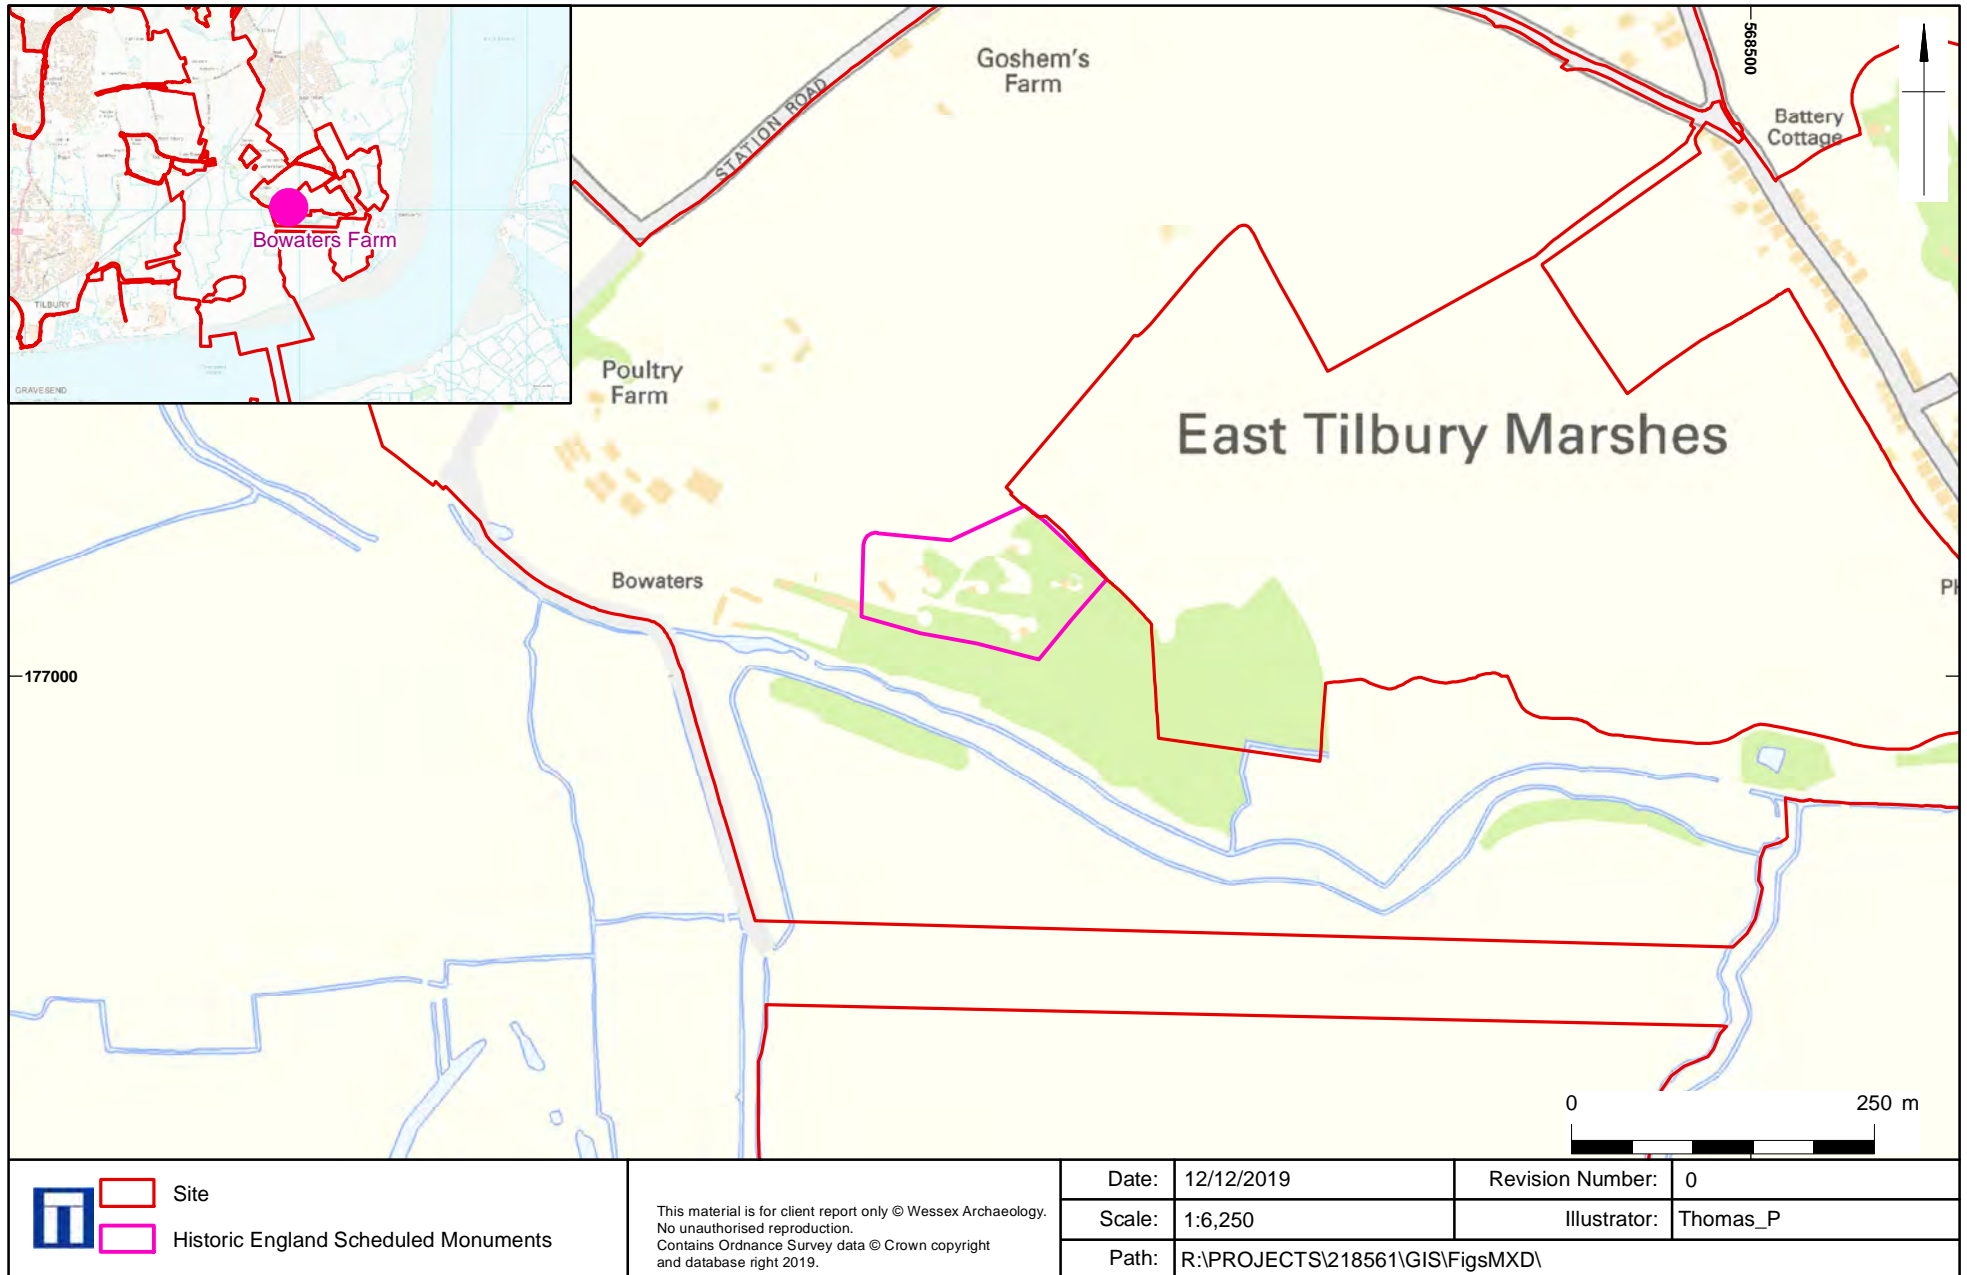 Bowaters Farm
TILBURY
GRAVESEND
STATION ROAD
Goshem's
Farm
568500
Battery
Cottage
Poultry
Farm
East Tilbury Marshes
Bowaters
177000
0 250 m
Site
Historic England Scheduled Monuments
This material is for client report only © Wessex Archaeology.
No unauthorised reproduction.
Contains Ordnance Survey data © Crown copyright
and database right 2019.
Date: 12/12/2019 Revision Number: 0
Scale: 1:6,250 Illustrator: Thomas_P
Path: R:\PROJECTS\218561\GIS\FigsMXD\